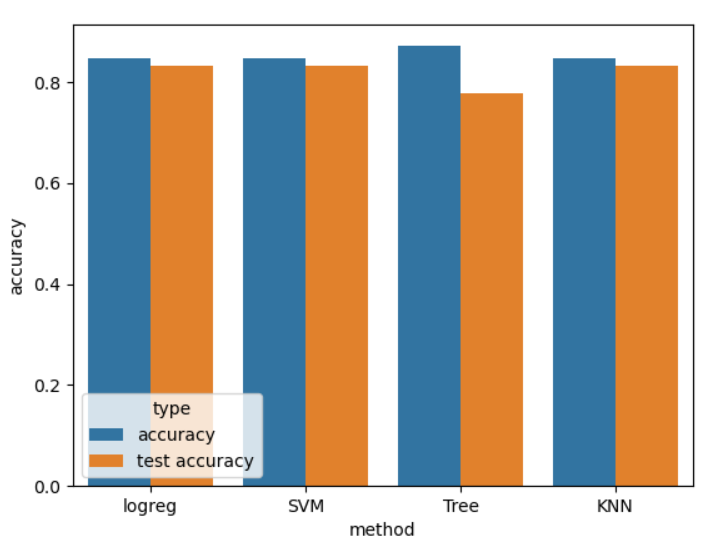 accuracy
0.8
0.6
0.4
0.2
0.0
type
accuracy
test accuracy
logreg
SVM
Tree
KNN
method